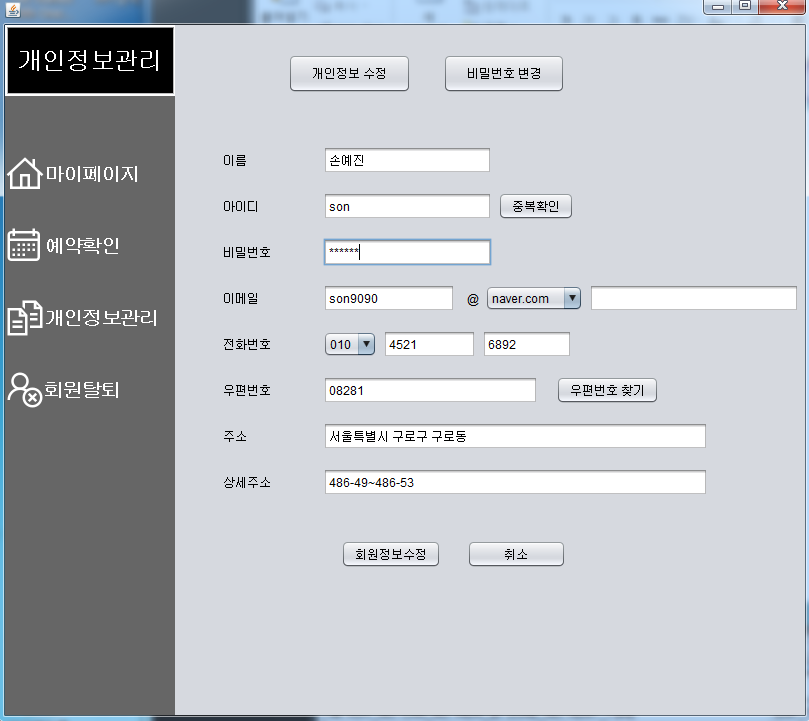 개인정보관리
개인정보 수정 비밀번호 변경
마이페이지
예약확인
개인정보관리
회원탈퇴
이름 손예진
아이디 son 중복확인
비밀번호 ******
이메일 son9090 @ naver.com
전화번호 010 4521 6892
우편번호 08281 우편번호 찾기
주소 서울특별시 구로구 구로동
상세주소 486-49~486-53
회원정보수정 취소